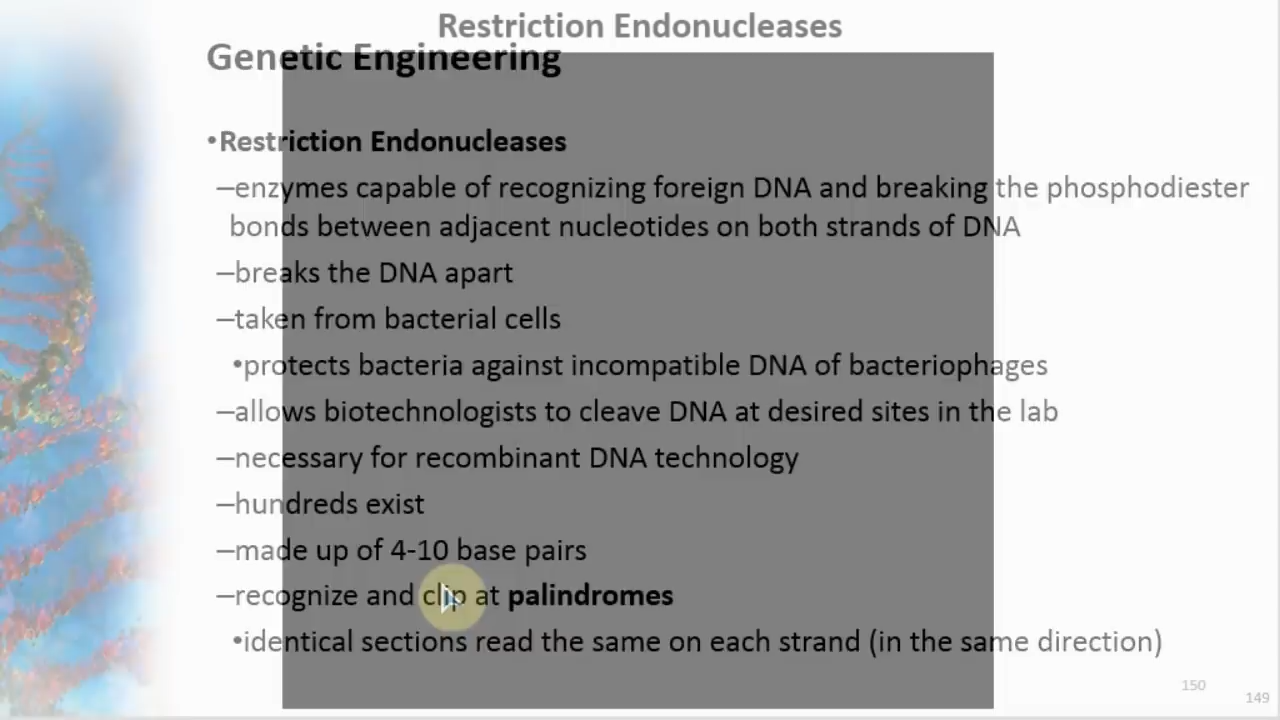 Restriction Endonucleases
Genetic Engineering
•Restriction Endonucleases
–enzymes capable of recognizing foreign DNA and breaking the phosphodiester
bonds between adjacent nucleotides on both strands of DNA
–breaks the DNA apart
–taken from bacterial cells
•protects bacteria against incompatible DNA of bacteriophages
–allows biotechnologists to cleave DNA at desired sites in the lab
–necessary for recombinant DNA technology
–hundreds exist
–made up of 4-10 base pairs
–recognize and clip at palindromes
•identical sections read the same on each strand (in the same direction)
150
149